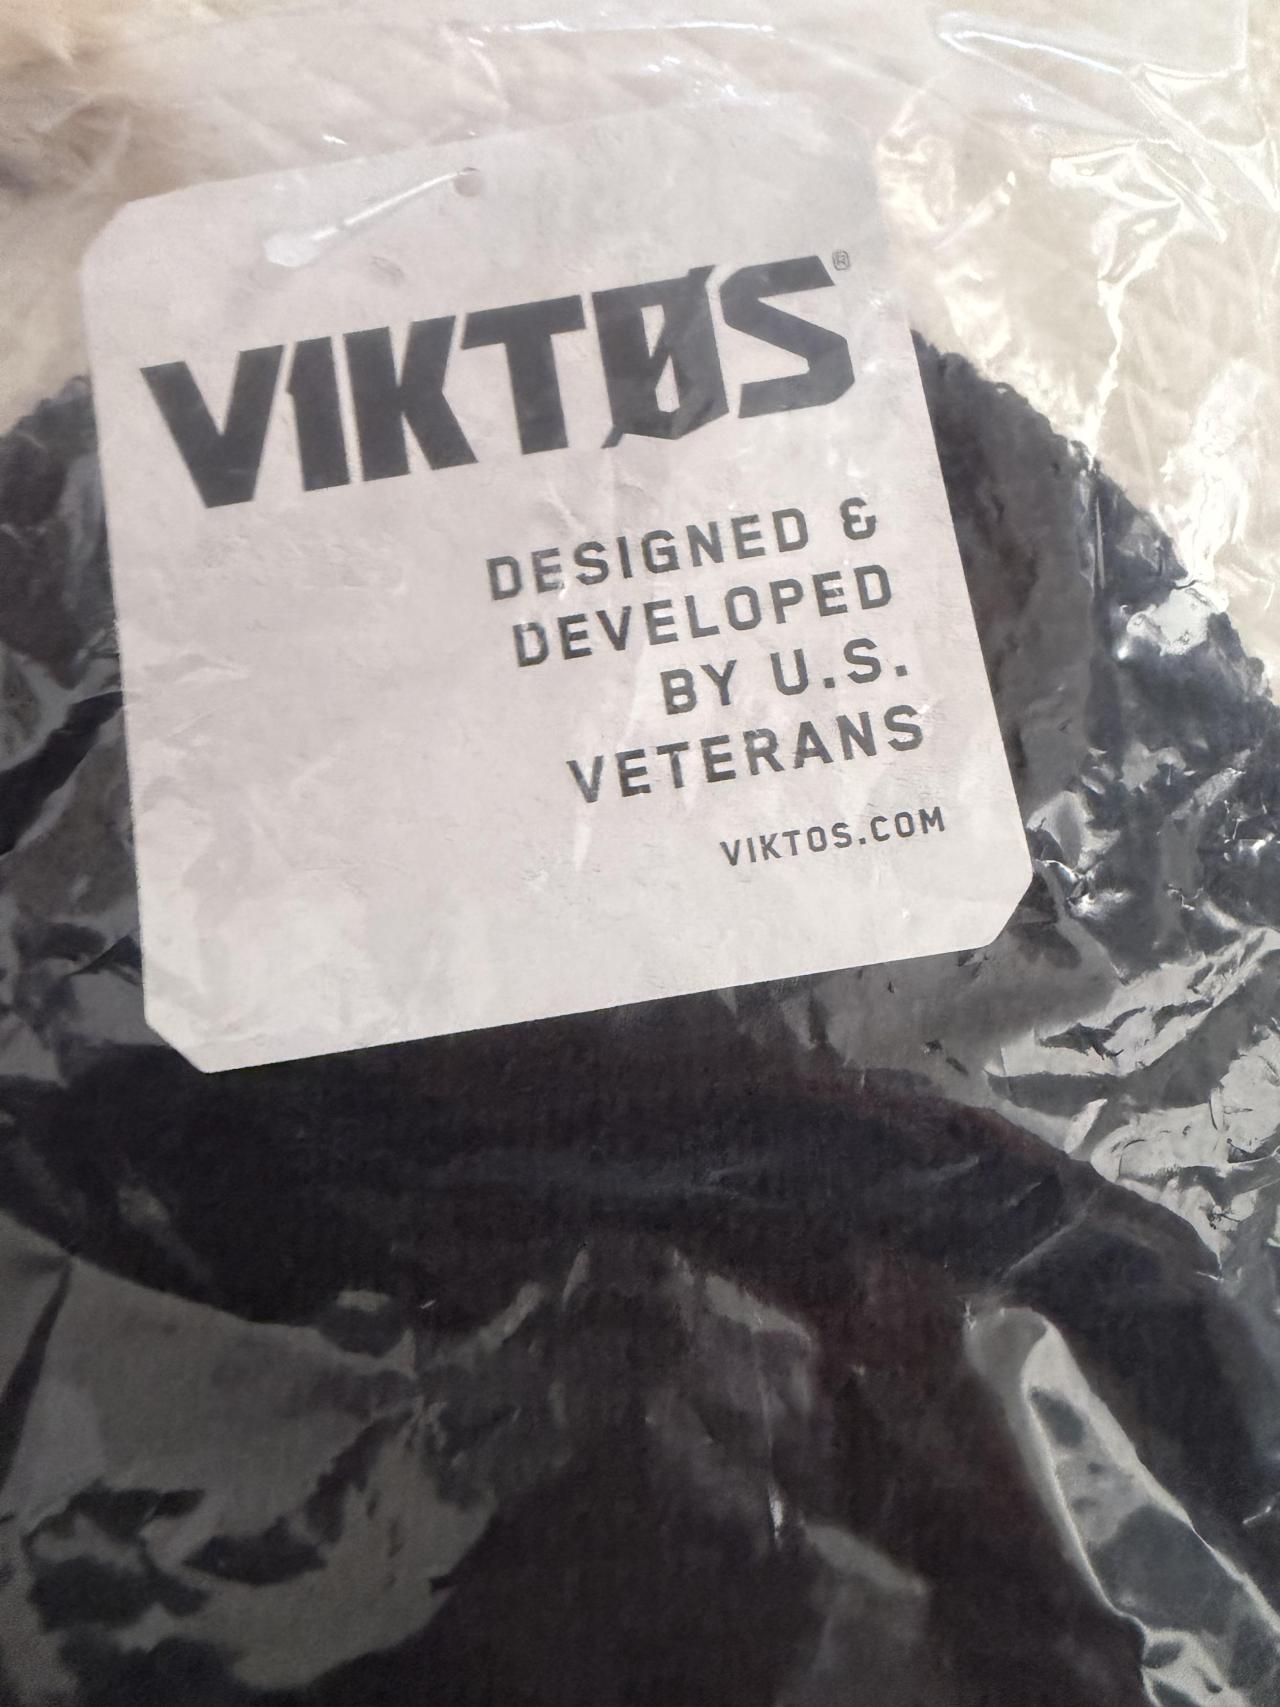 VIKTØS®
DESIGNED &
DEVELOPED
BY U.S.
VETERANS
VIKTOS.COM